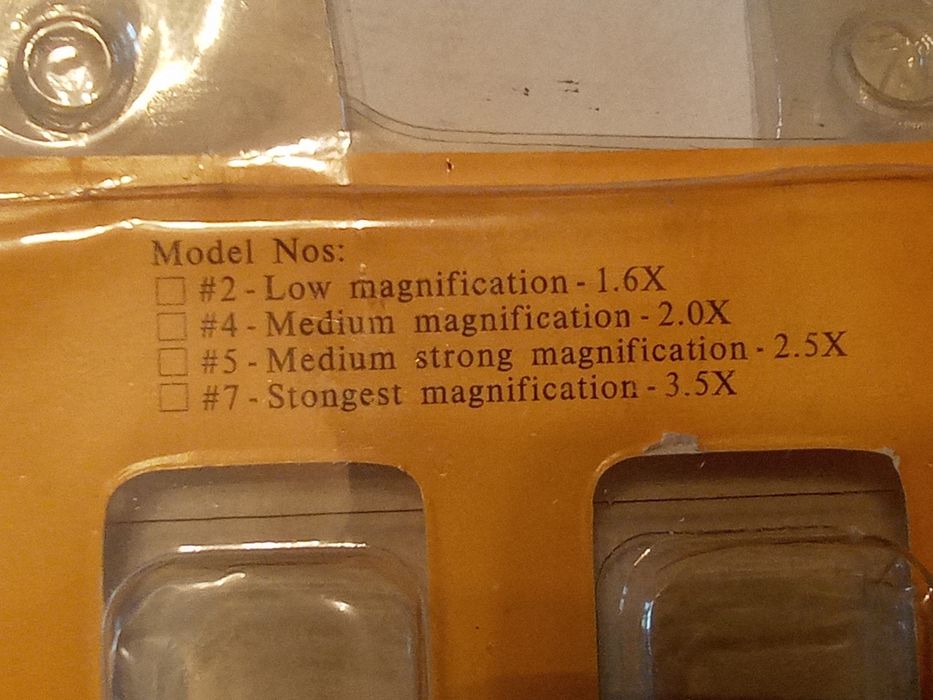 Model Nos:
☐ #2 - Low magnification - 1.6X
☐ #4 - Medium magnification - 2.0X
☐ #5 - Medium strong magnification - 2.5X
☐ #7 - Stongest magnification - 3.5X